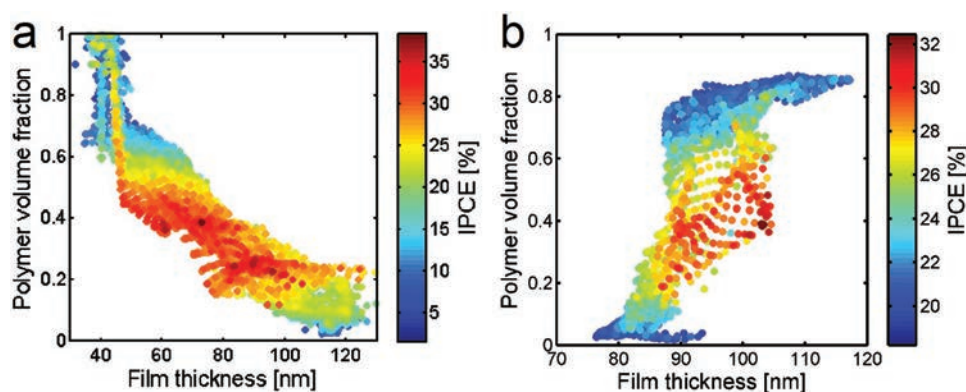 a
Polymer volume fraction
1
0.8
0.6
0.4
0.2
0
40 60 80 100 120
Film thickness [nm]
35
30
25
20
15
10
5
IPCE [%]
b
Polymer volume fraction
1
0.8
0.6
0.4
0.2
0
70 80 90 100 110 120
Film thickness [nm]
32
30
28
26
24
22
20
IPCE [%]